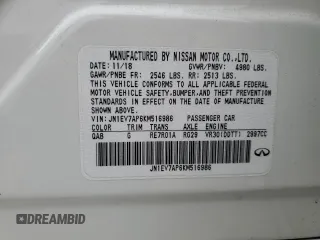 MANUFACTURED BY NISSAN MOTOR CO.,LTD.
DATE: 11/18 GVWR/PNBV: 4980 LBS.
GAWR/PNBE FR: 2546 LBS. RR: 2513 LBS.
THIS VEHICLE CONFORMS TO ALL APPLICABLE
FEDERAL MOTOR VEHICLE SAFETY,BUMPER,AND
THEFT PREVENTION STANDARDS IN EFFECT ON
THE DATE OF MANUFACTURE SHOWN ABOVE.
VIN: JN1EV7AP6KM516986 PASSENGER CAR
COLOR TRIM TRANS AXLE ENGINE
QAB G RE7R01A RG29 VR30(DDTT) 2997CC
JN1EV7AP6KM516986